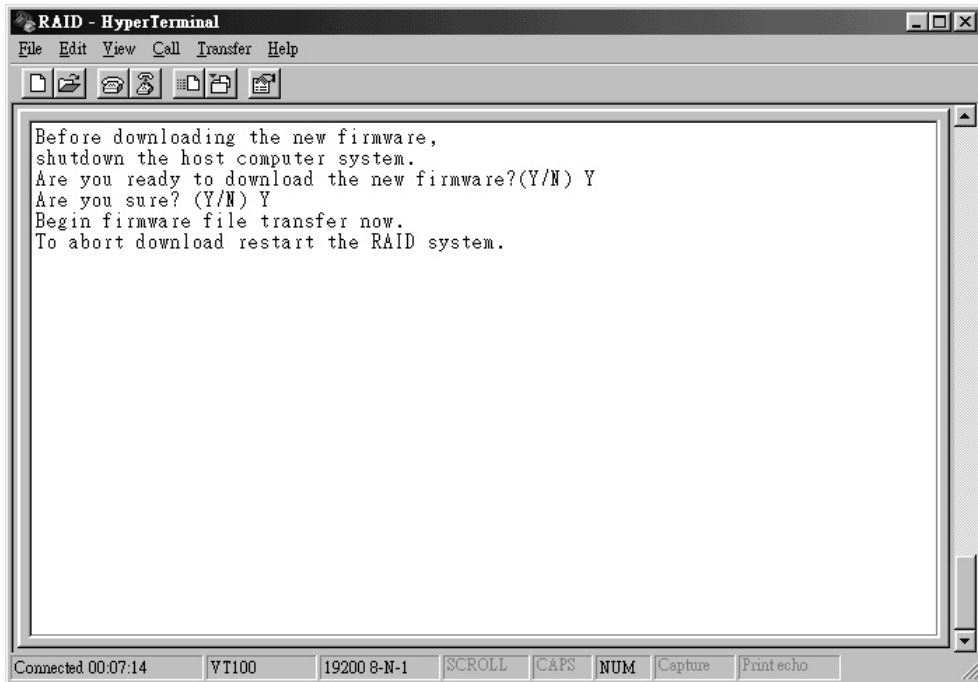 RAID - HyperTerminal
File Edit View Call Transfer Help
Before downloading the new firmware,
shutdown the host computer system.
Are you ready to download the new firmware?(Y/N) Y
Are you sure? (Y/N) Y
Begin firmware file transfer now.
To abort download restart the RAID system.
Connected 00:07:14 VT100 19200 8-N-1 SCROLL CAPS NUM Capture Print echo